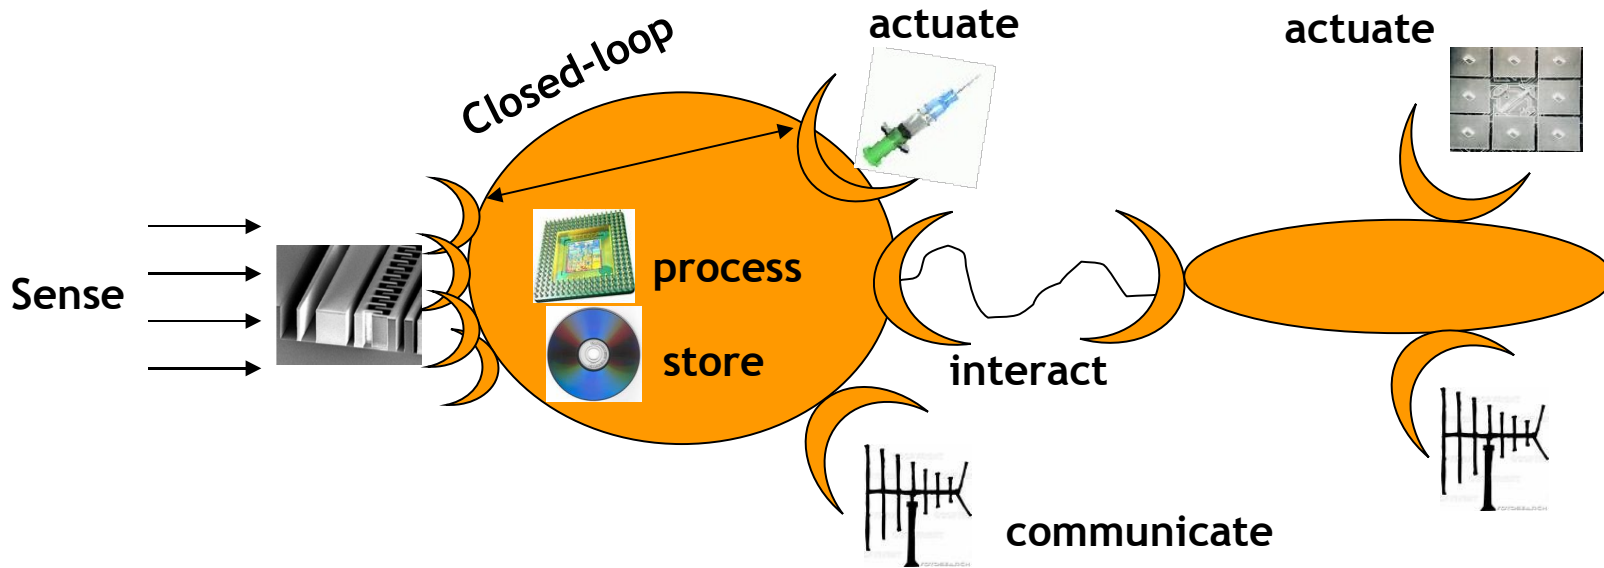 actuate
actuate
Closed-loop
Sense
process
store
interact
communicate